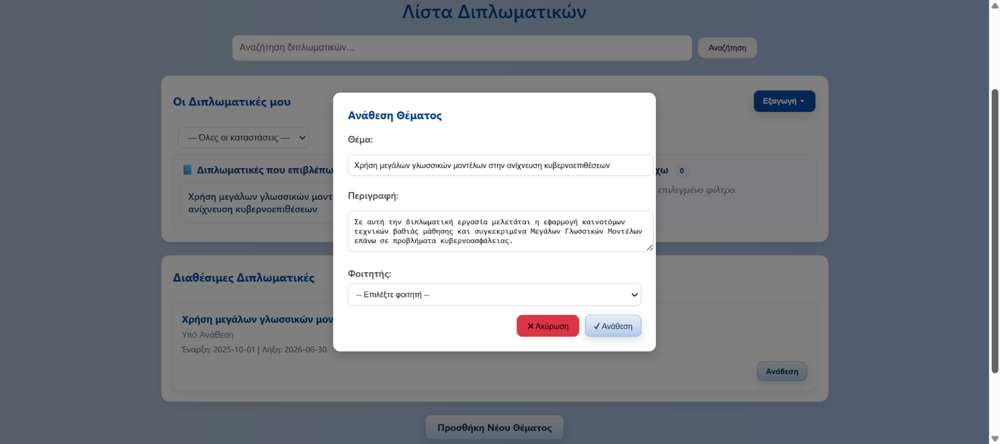 Λίστα Διπλωματικών
Αναζήτηση διπλωματικών...
Αναζήτηση
Οι Διπλωματικές μου
Εξαγωγή
— Όλες οι καταστάσεις —
Διπλωματικές που επιβλέπω
χω 0
επιλεγμένο φίλτρο.
Χρήση μεγάλων γλωσσικών μοντ
ανίχνευση κυβερνοεπιθέσεων
Ανάθεση Θέματος
Θέμα:
Χρήση μεγάλων γλωσσικών μοντέλων στην ανίχνευση κυβερνοεπιθέσεων
Περιγραφή:
Σε αυτή την διπλωματική εργασία μελετάται η εφαρμογή καινοτόμων
τεχνικών βαθιάς μάθησης και συγκεκριμένα Μεγάλων Γλωσσικών Μοντέλων
επάνω σε προβλήματα κυβερνοασφάλειας.
Φοιτητής:
-- Επιλέξτε φοιτητή --
✕ Ακύρωση
✓ Ανάθεση
Διαθέσιμες Διπλωματικές
Χρήση μεγάλων γλωσσικών μον
Υπό Ανάθεση
Έναρξη: 2025-10-01 | Λήξη: 2026-06-30
Ανάθεση
Προσθήκη Νέου Θέματος